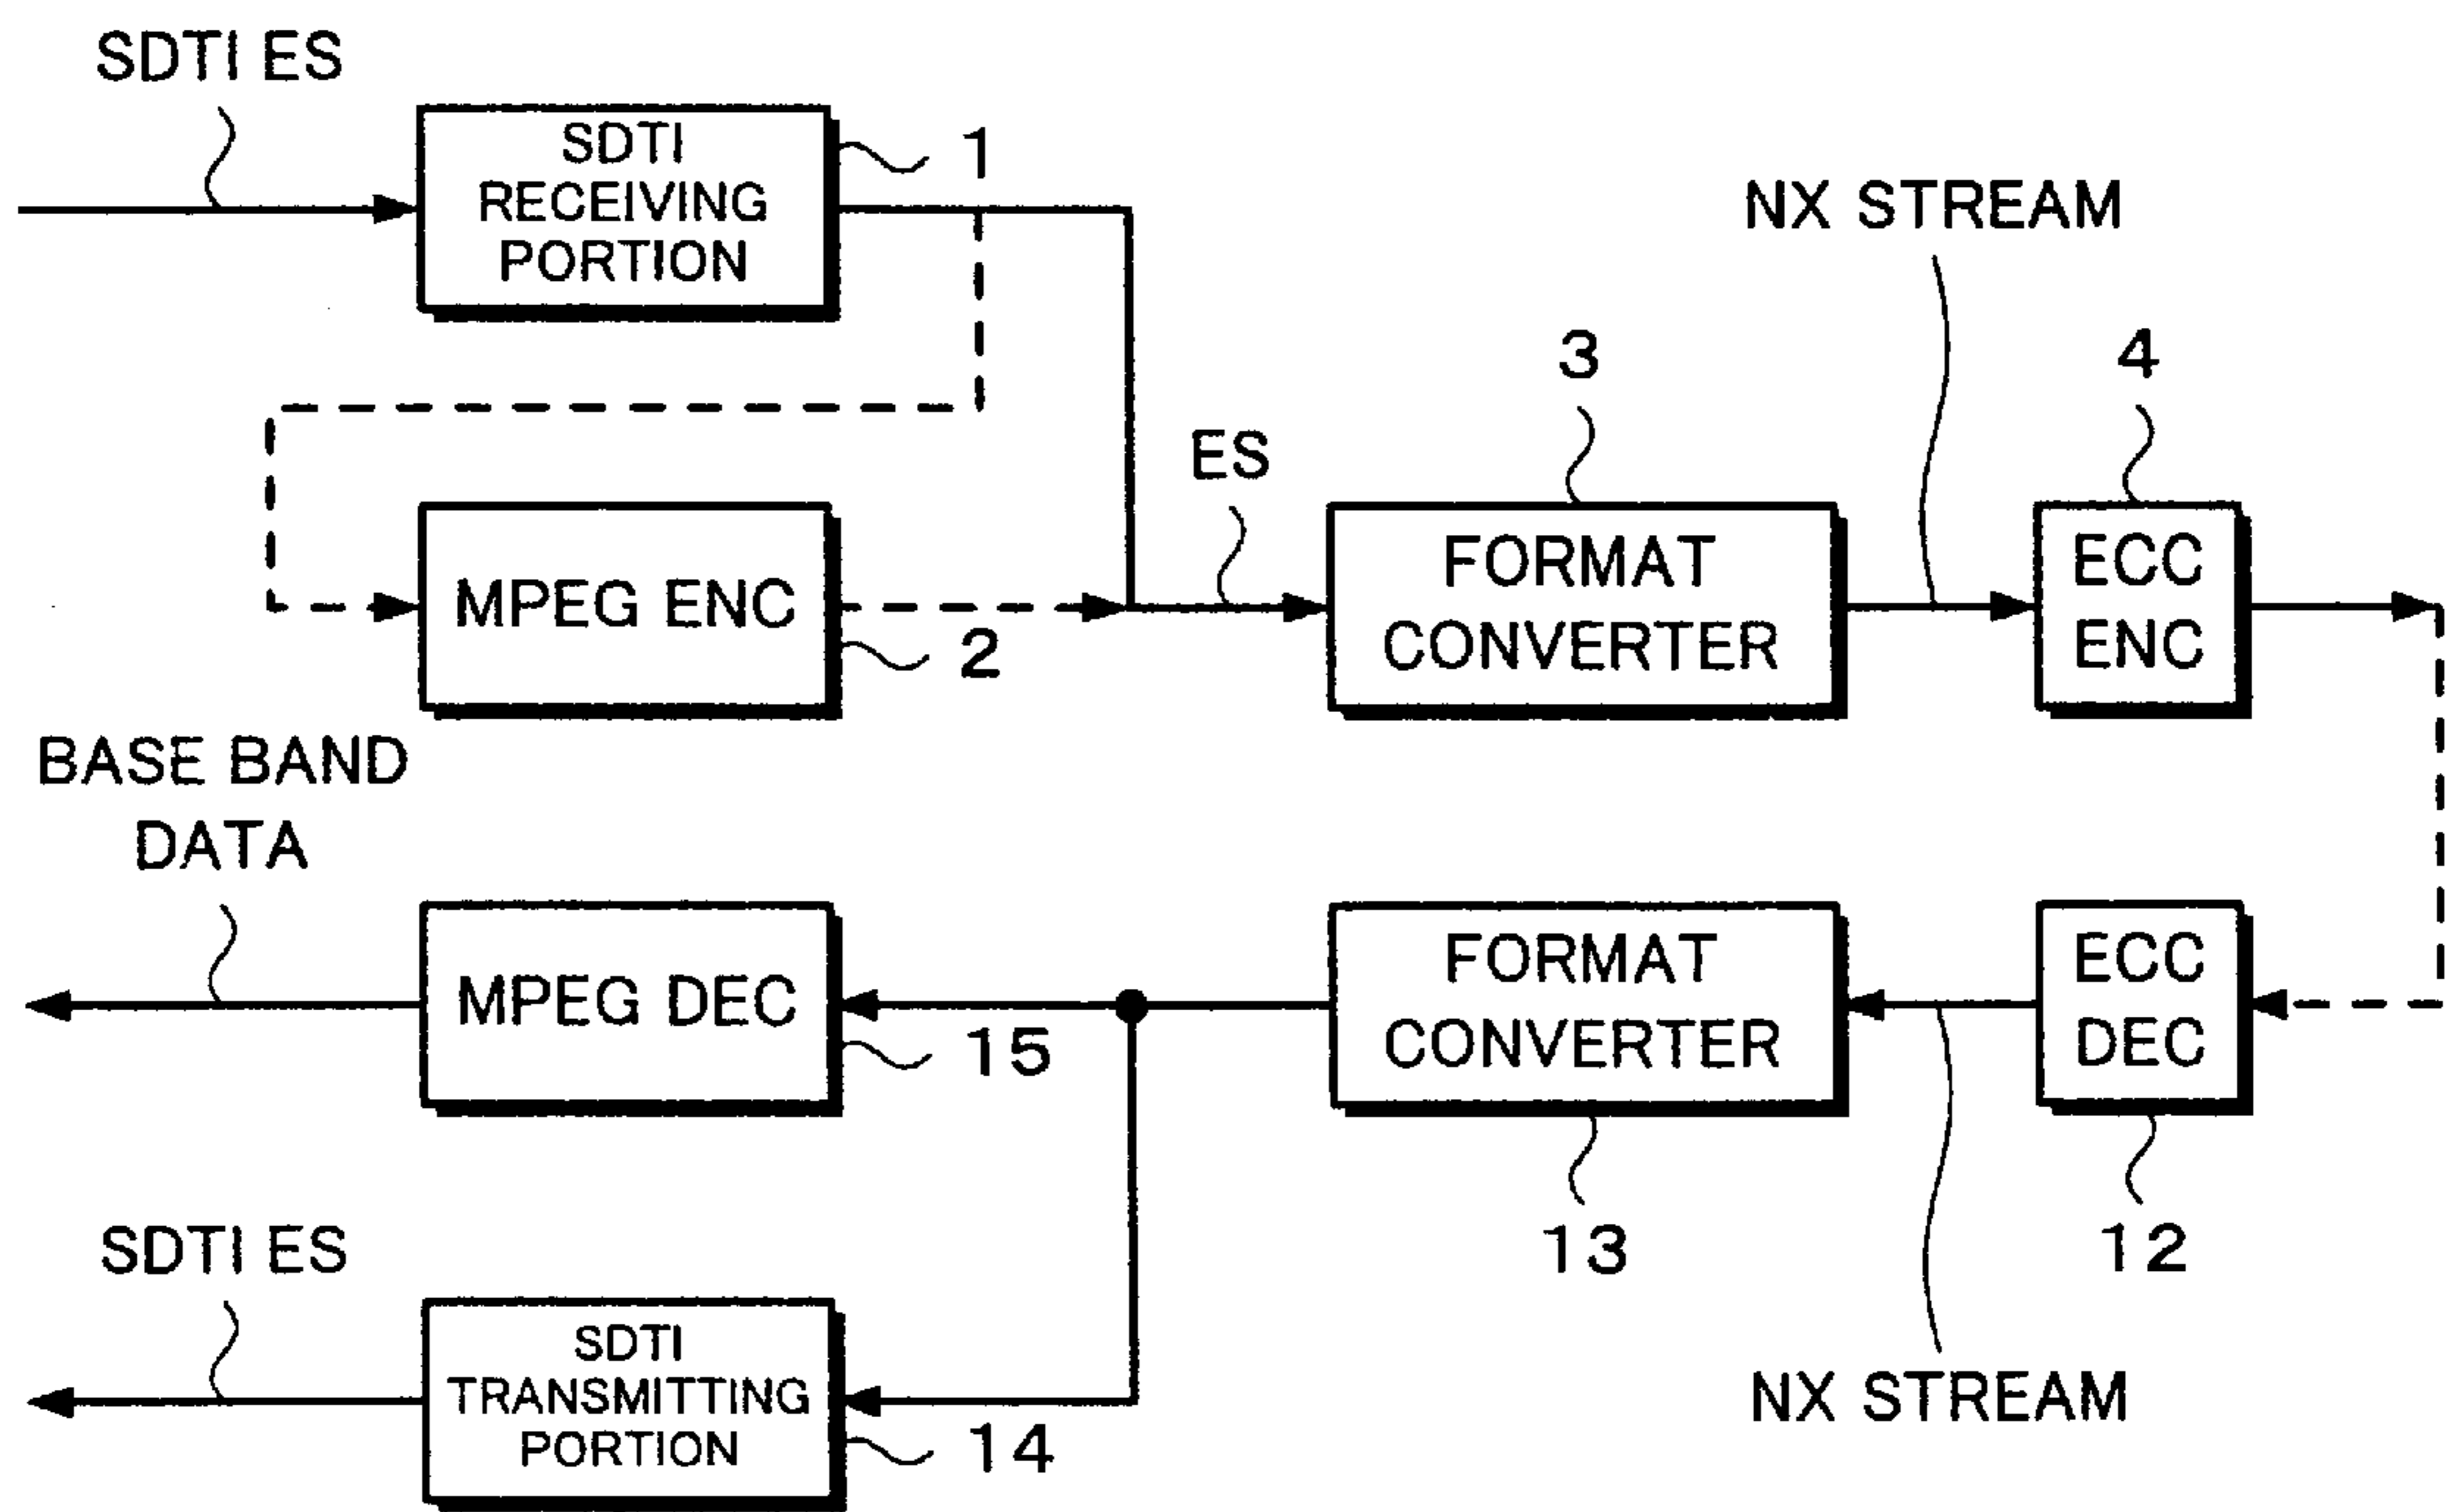 SDTI ES
SDTI
RECEIVING
PORTION
1
NX STREAM
3
4
ES
MPEG ENC
2
FORMAT
CONVERTER
ECC
ENC
BASE BAND
DATA
MPEG DEC
15
FORMAT
CONVERTER
ECC
DEC
13
12
SDTI ES
SDTI
TRANSMITTING
PORTION
14
NX STREAM